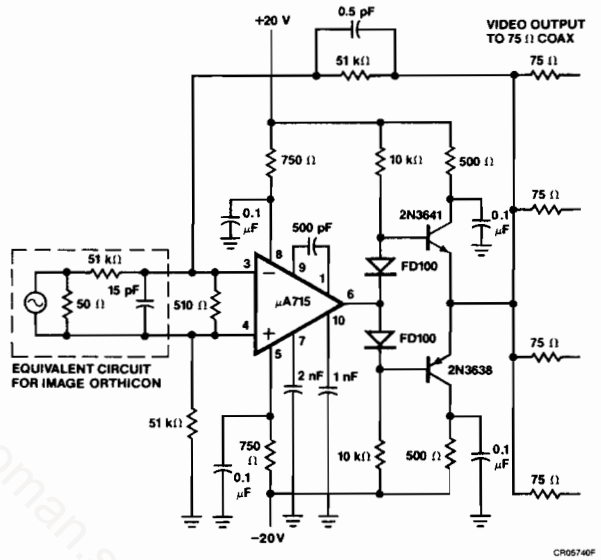 +20 V
0.5 pF
51 kΩ
VIDEO OUTPUT
TO 75 Ω COAX
75 Ω
750 Ω
10 kΩ
500 Ω
0.1
μF
500 pF
2N3641
0.1
μF
75 Ω
51 kΩ
15 pF
50 Ω
510 Ω
3
8
9
1
−
μA715
6
FD100
4
+
5
7
10
FD100
2N3638
EQUIVALENT CIRCUIT
FOR IMAGE ORTHICON
2 nF
1 nF
75 Ω
51 kΩ
0.1
μF
750
Ω
10 kΩ
500 Ω
0.1
μF
75 Ω
−20V
CR05740F